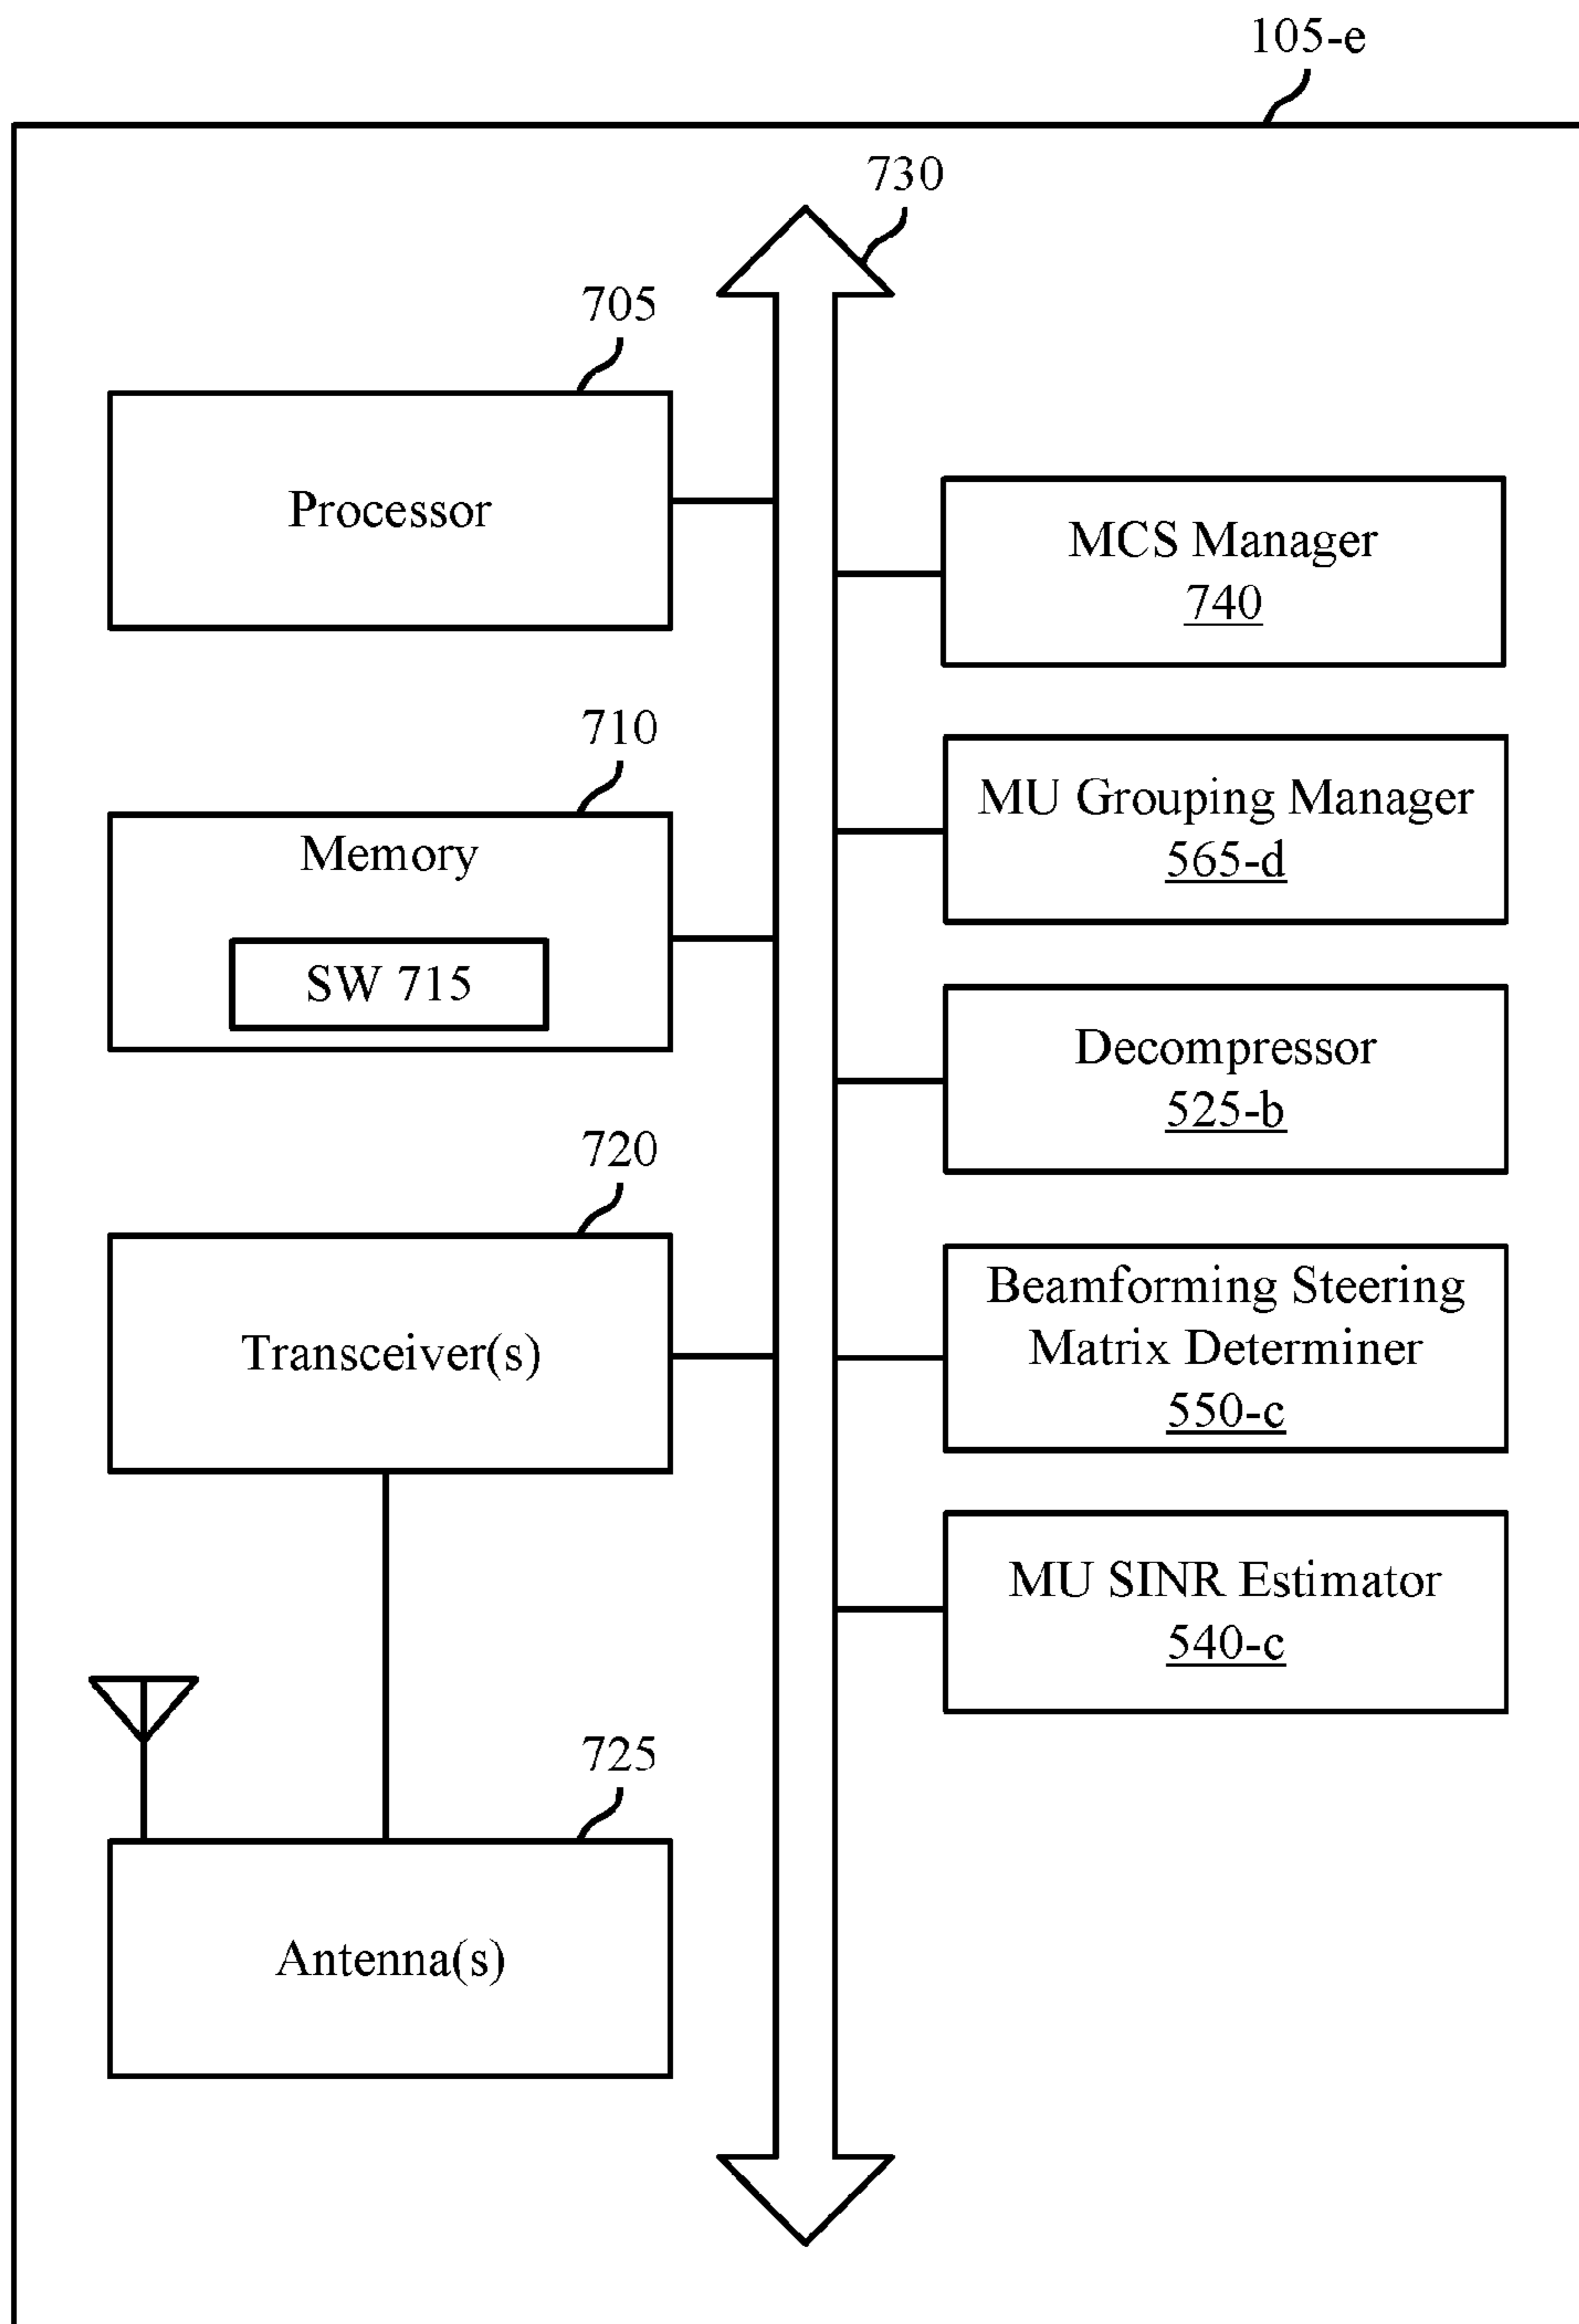 105-e
730
705
Processor
710
Memory
SW 715
720
Transceiver(s)
725
Antenna(s)
MCS Manager
740
MU Grouping Manager
565-d
Decompressor
525-b
Beamforming Steering
Matrix Determiner
550-c
MU SINR Estimator
540-c